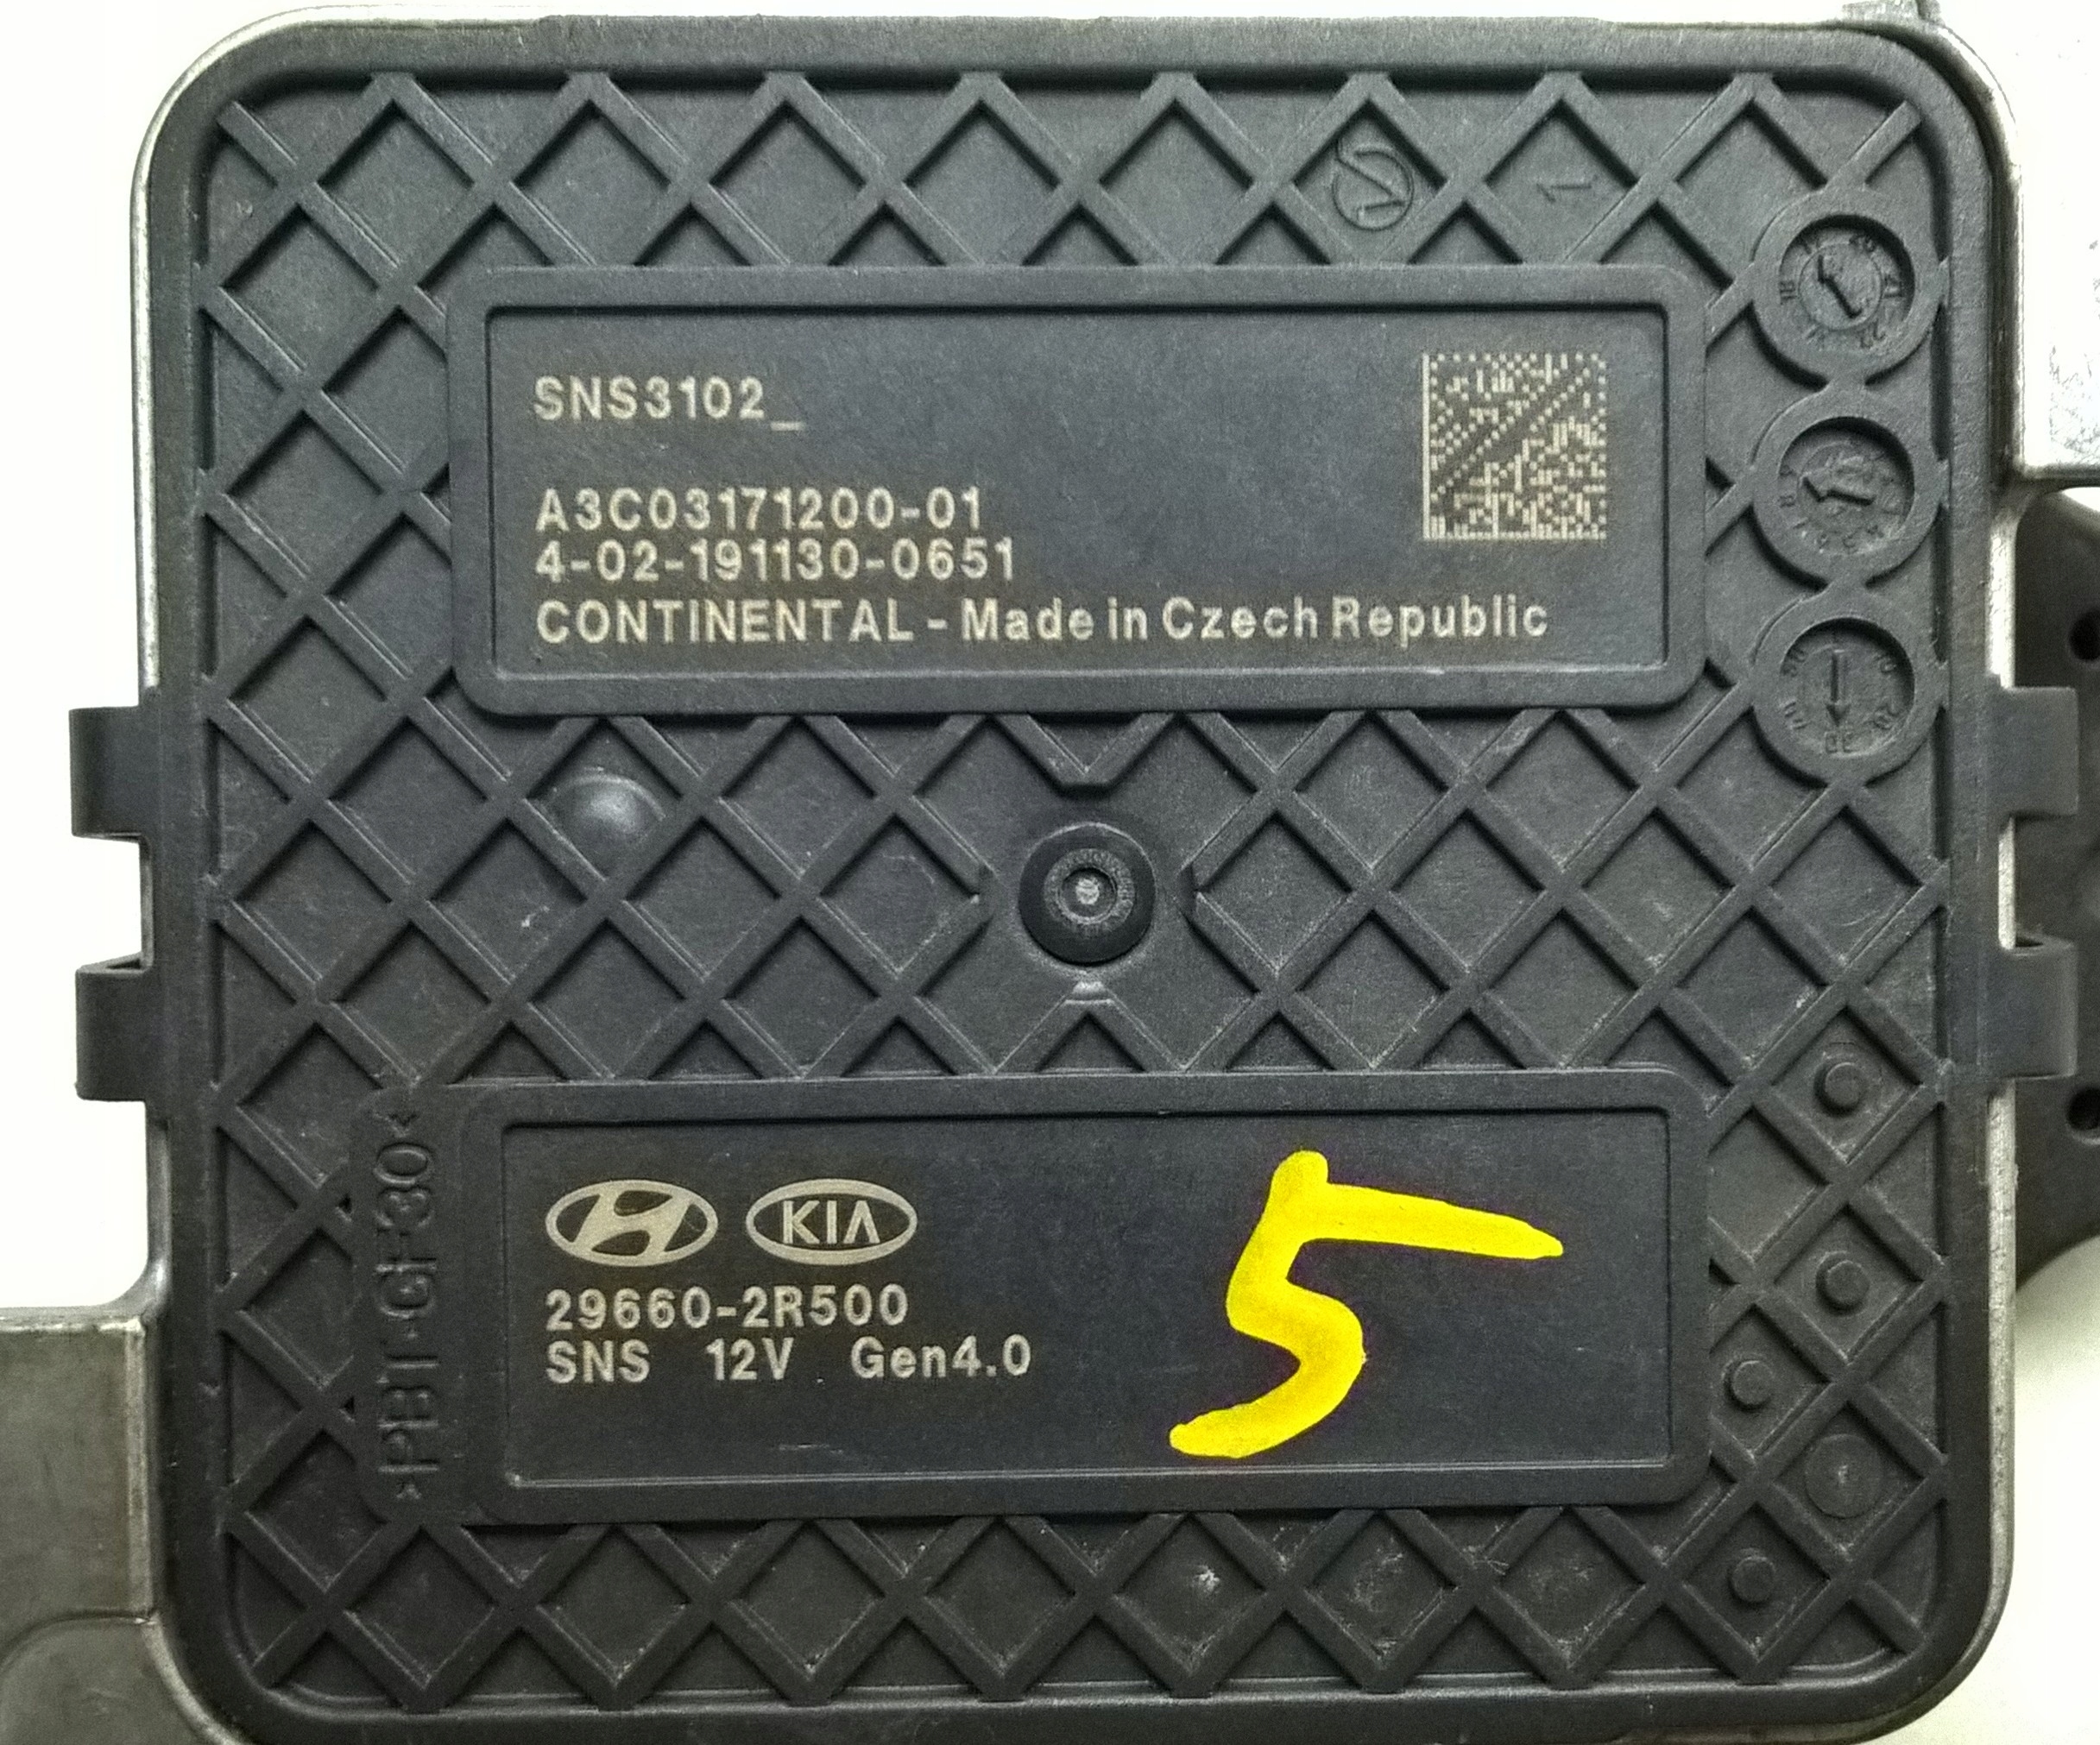 1
SNS3102_
A3C03171200-01
4-02-191130-0651
CONTINENTAL - Made in Czech Republic
>PBT-GF30<
KIA
29660-2R500
SNS 12V Gen4.0
5